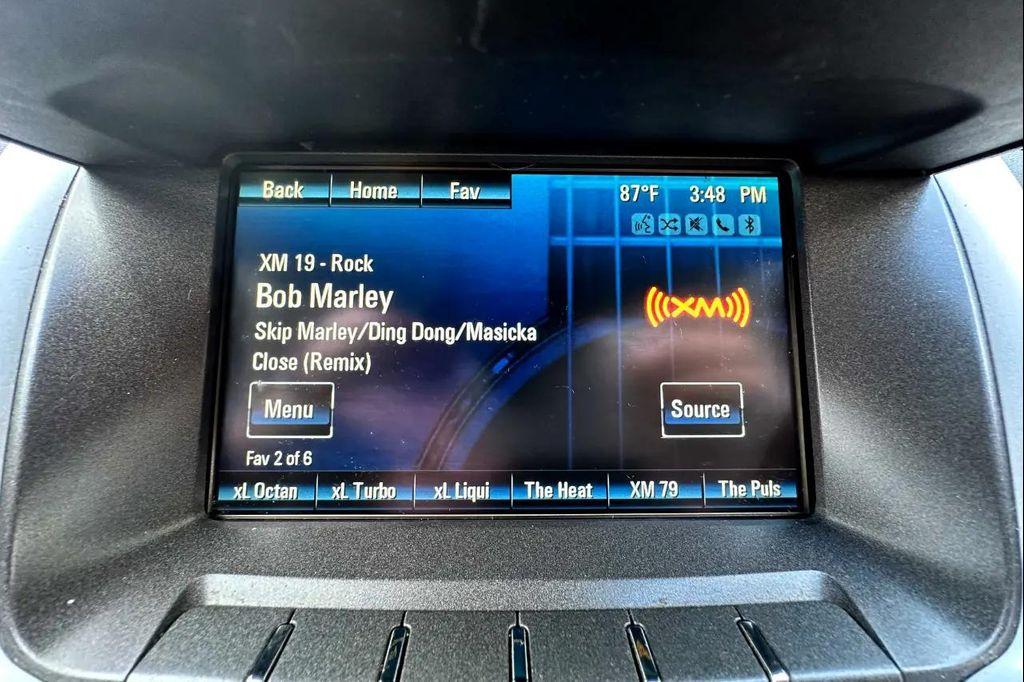 Back Home Fav 87°F 3:48 PM
XM 19 - Rock
Bob Marley
((XM))
Skip Marley/Ding Dong/Masicka
Close (Remix)
Menu Source
Fav 2 of 6
xL Octan xL Turbo xL Liqui The Heat XM 79 The Puls